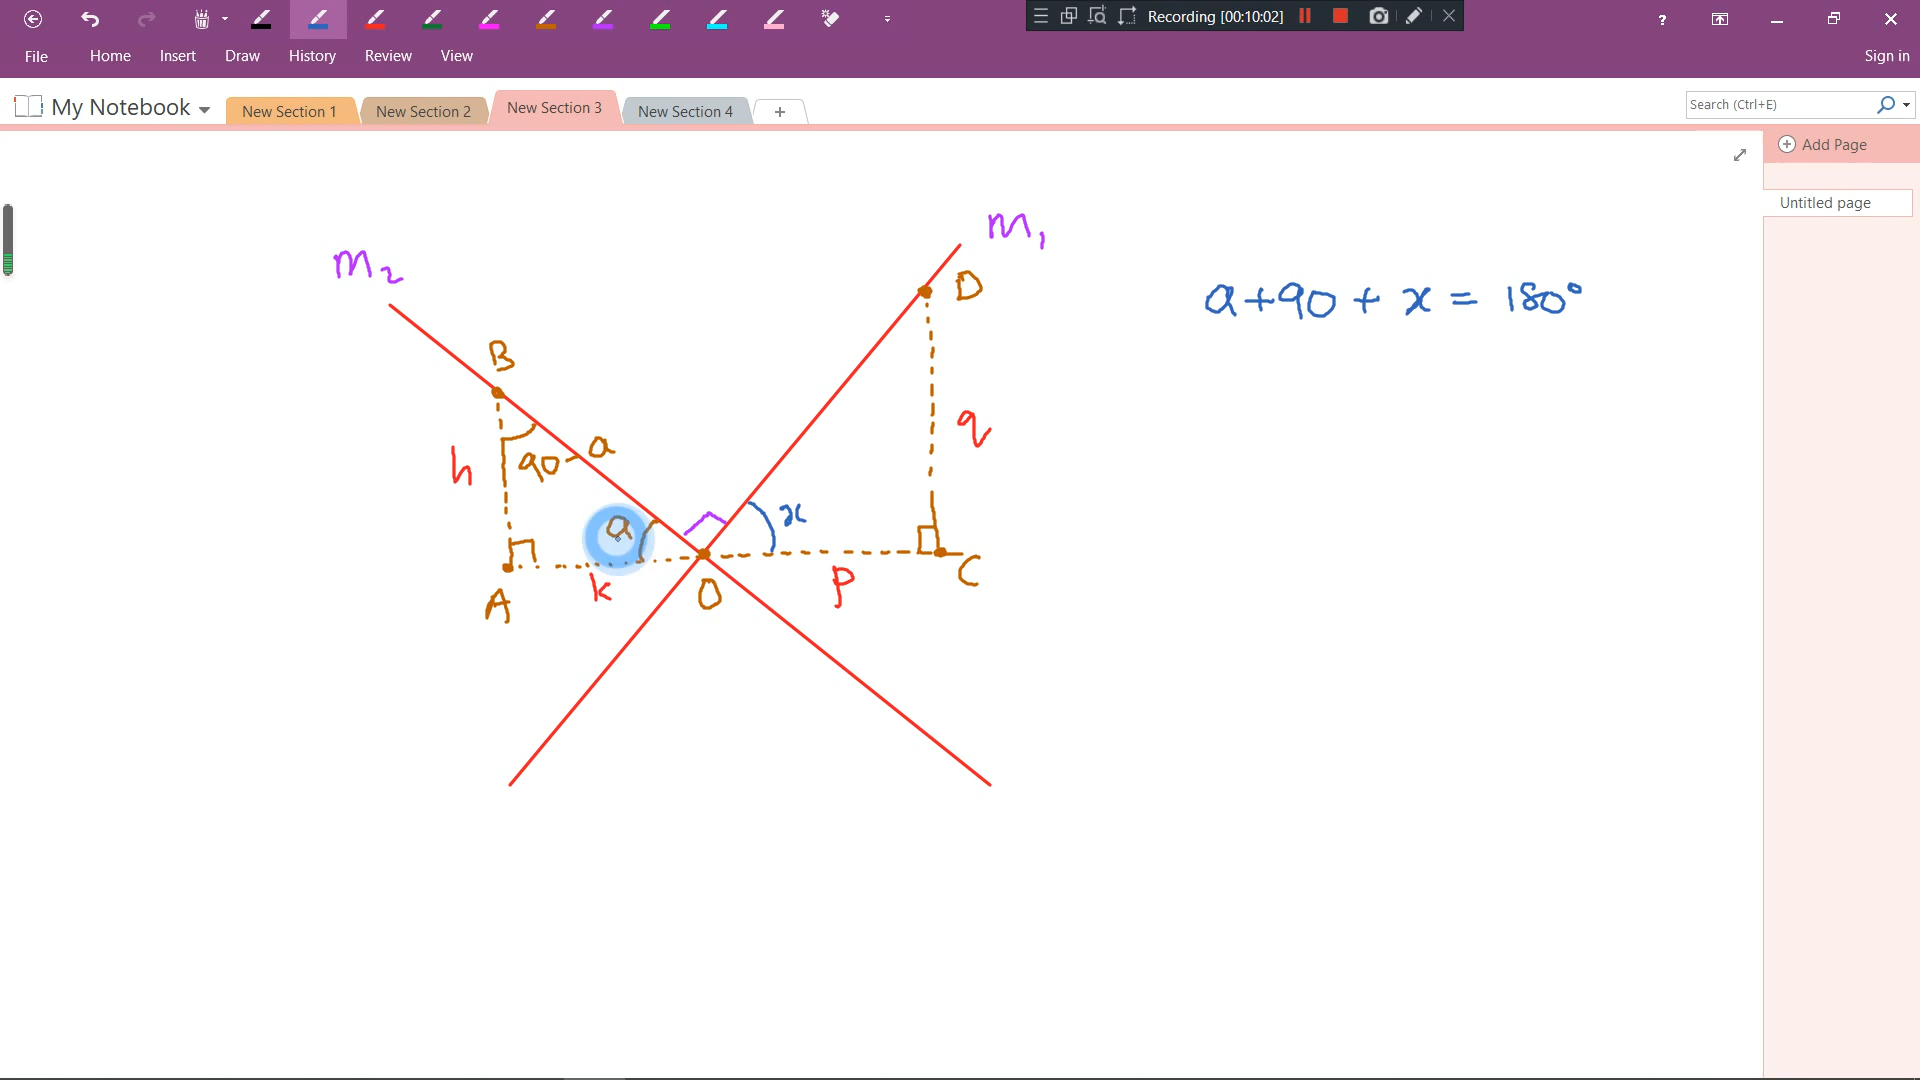 Recording [00:10:02]
?
File Home Insert Draw History Review View
Sign in
My Notebook
New Section 1
New Section 2
New Section 3
New Section 4
+
Search (Ctrl+E)
Add Page
Untitled page
m₂
m₁
D
a+90 + x = 180°
B
h
90-a
q
a
x
A
k
O
p
C